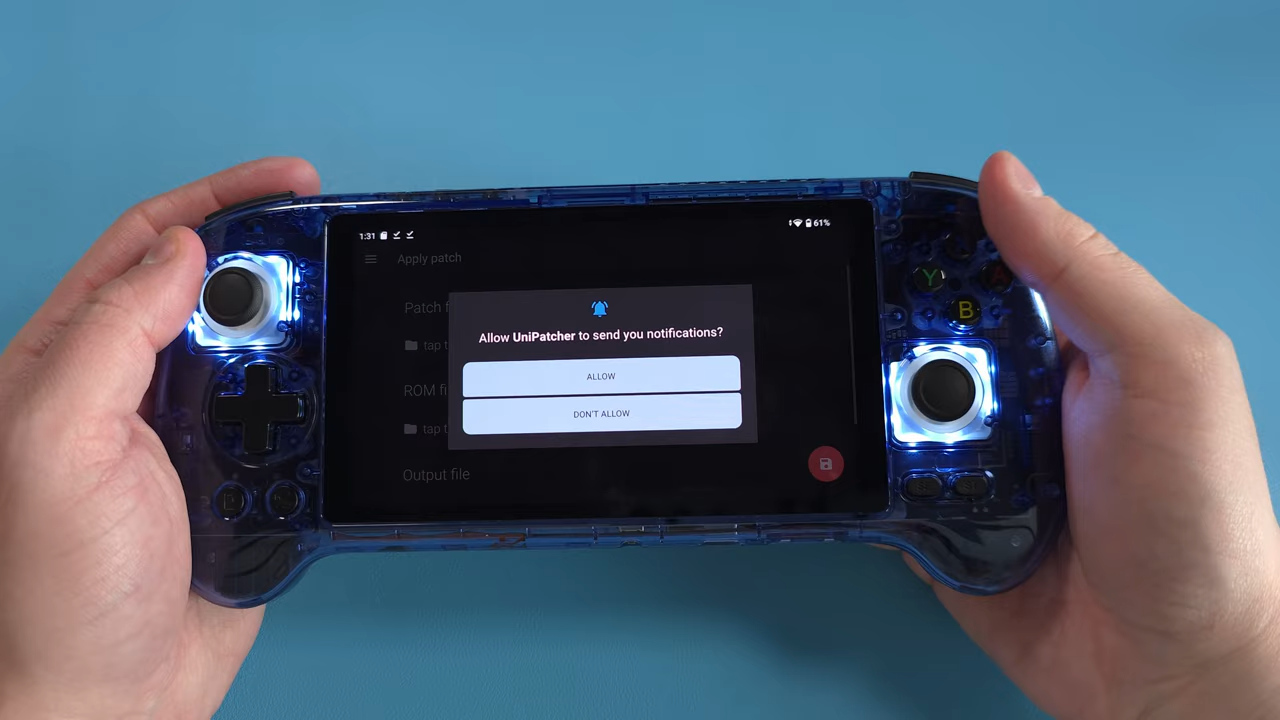 1:31
61%
Apply patch
Patch f
tap t
ROM fi
tap t
Output file
Allow UniPatcher to send you notifications?
ALLOW
DON'T ALLOW
Y
A
B